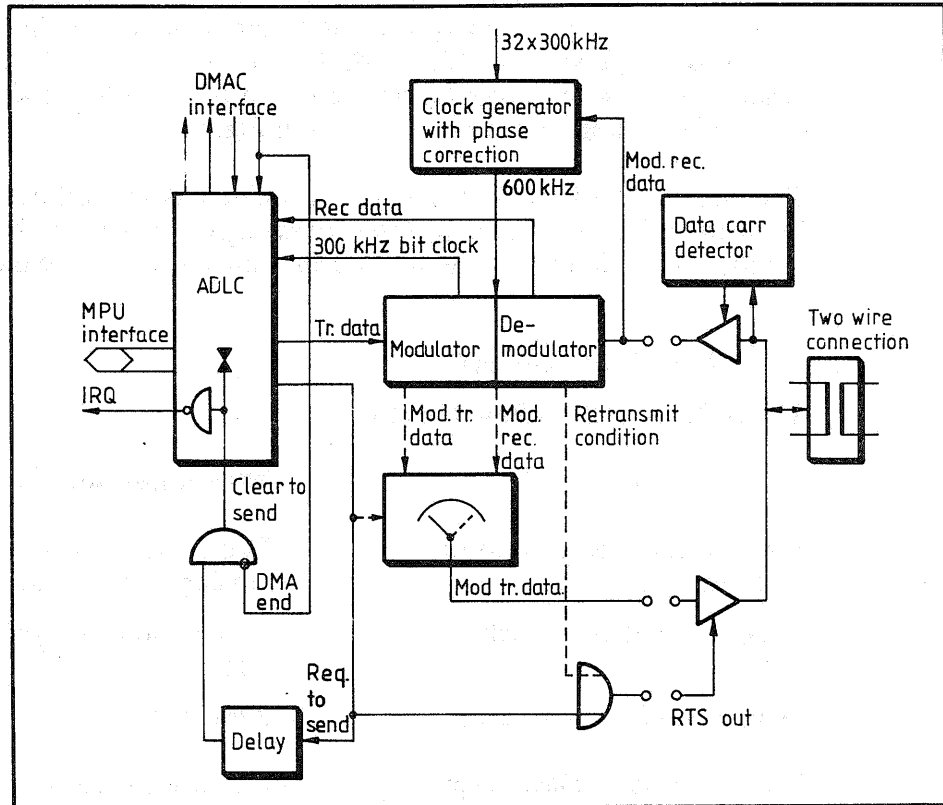 32x300kHz
DMAC
interface
Clock generator
with phase
correction
Mod. rec.
data
600 kHz
Rec data
Data carr
detector
300 kHz bit clock
ADLC
MPU
interface
Tr. data
Modulator
De-
modulator
Two wire
connection
IRQ
Mod. tr.
data
Mod.
rec.
data
Retransmit
condition
Clear to
send
DMA
end
Mod tr. data.
Req.
to
send
RTS out
Delay